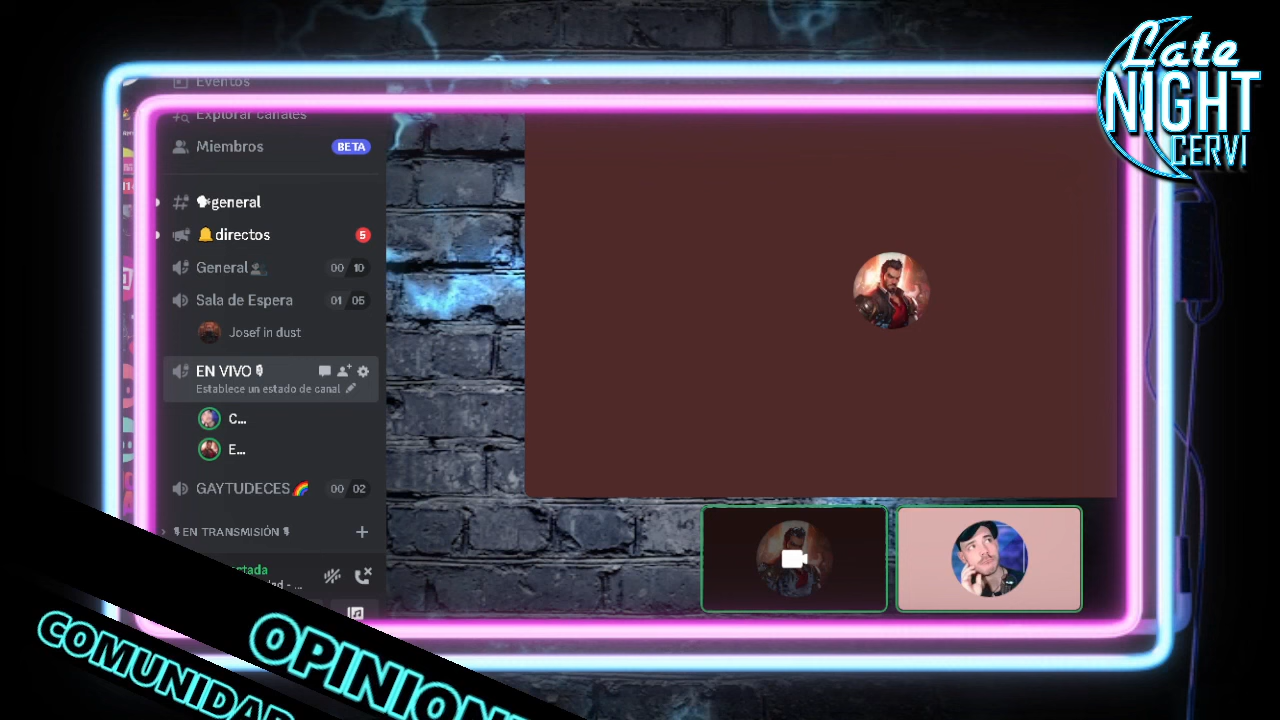 Late
NIGHT
CERVI
Eventos
Explorar canales
Miembros
BETA
general
directos
5
General
00 10
Sala de Espera
01 05
Josef in dust
EN VIVO
Establece un estado de canal
C...
E...
GAYTUDECES
00 02
EN TRANSMISIÓN
OPINION
COMUNIDAD